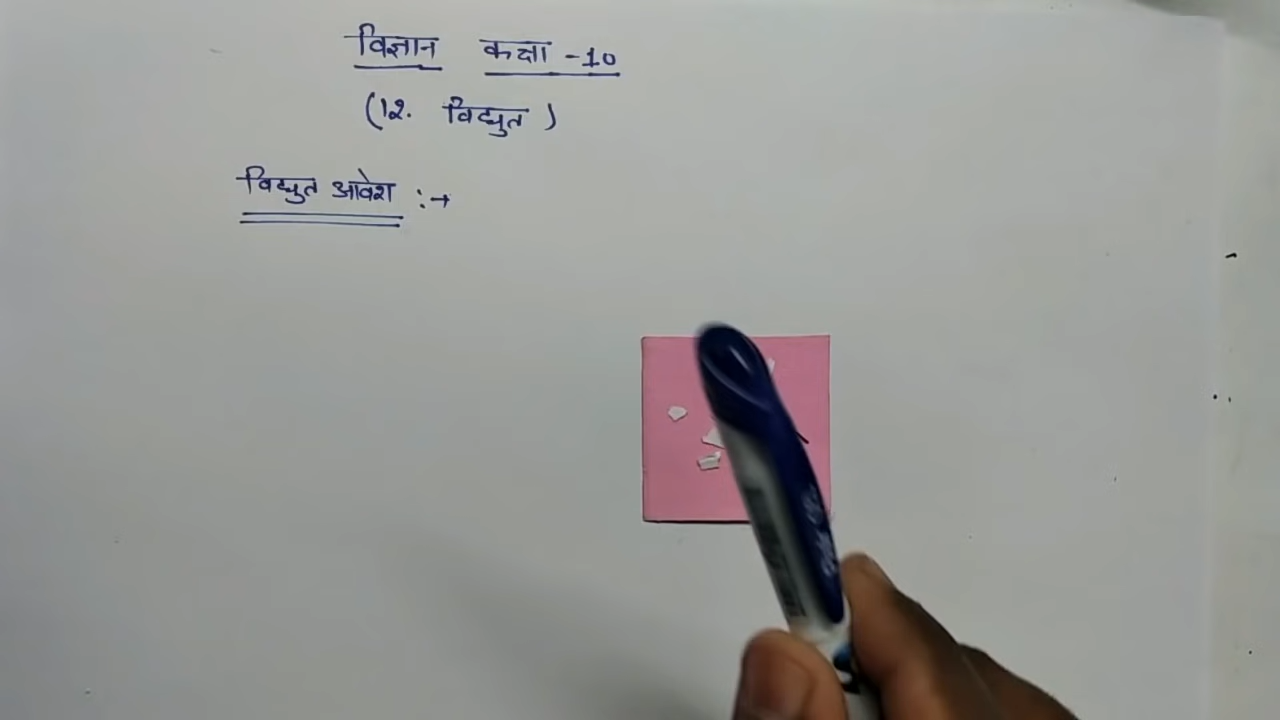 विज्ञान कक्षा -10
(12. विद्युत )
विद्युत आवेश :→